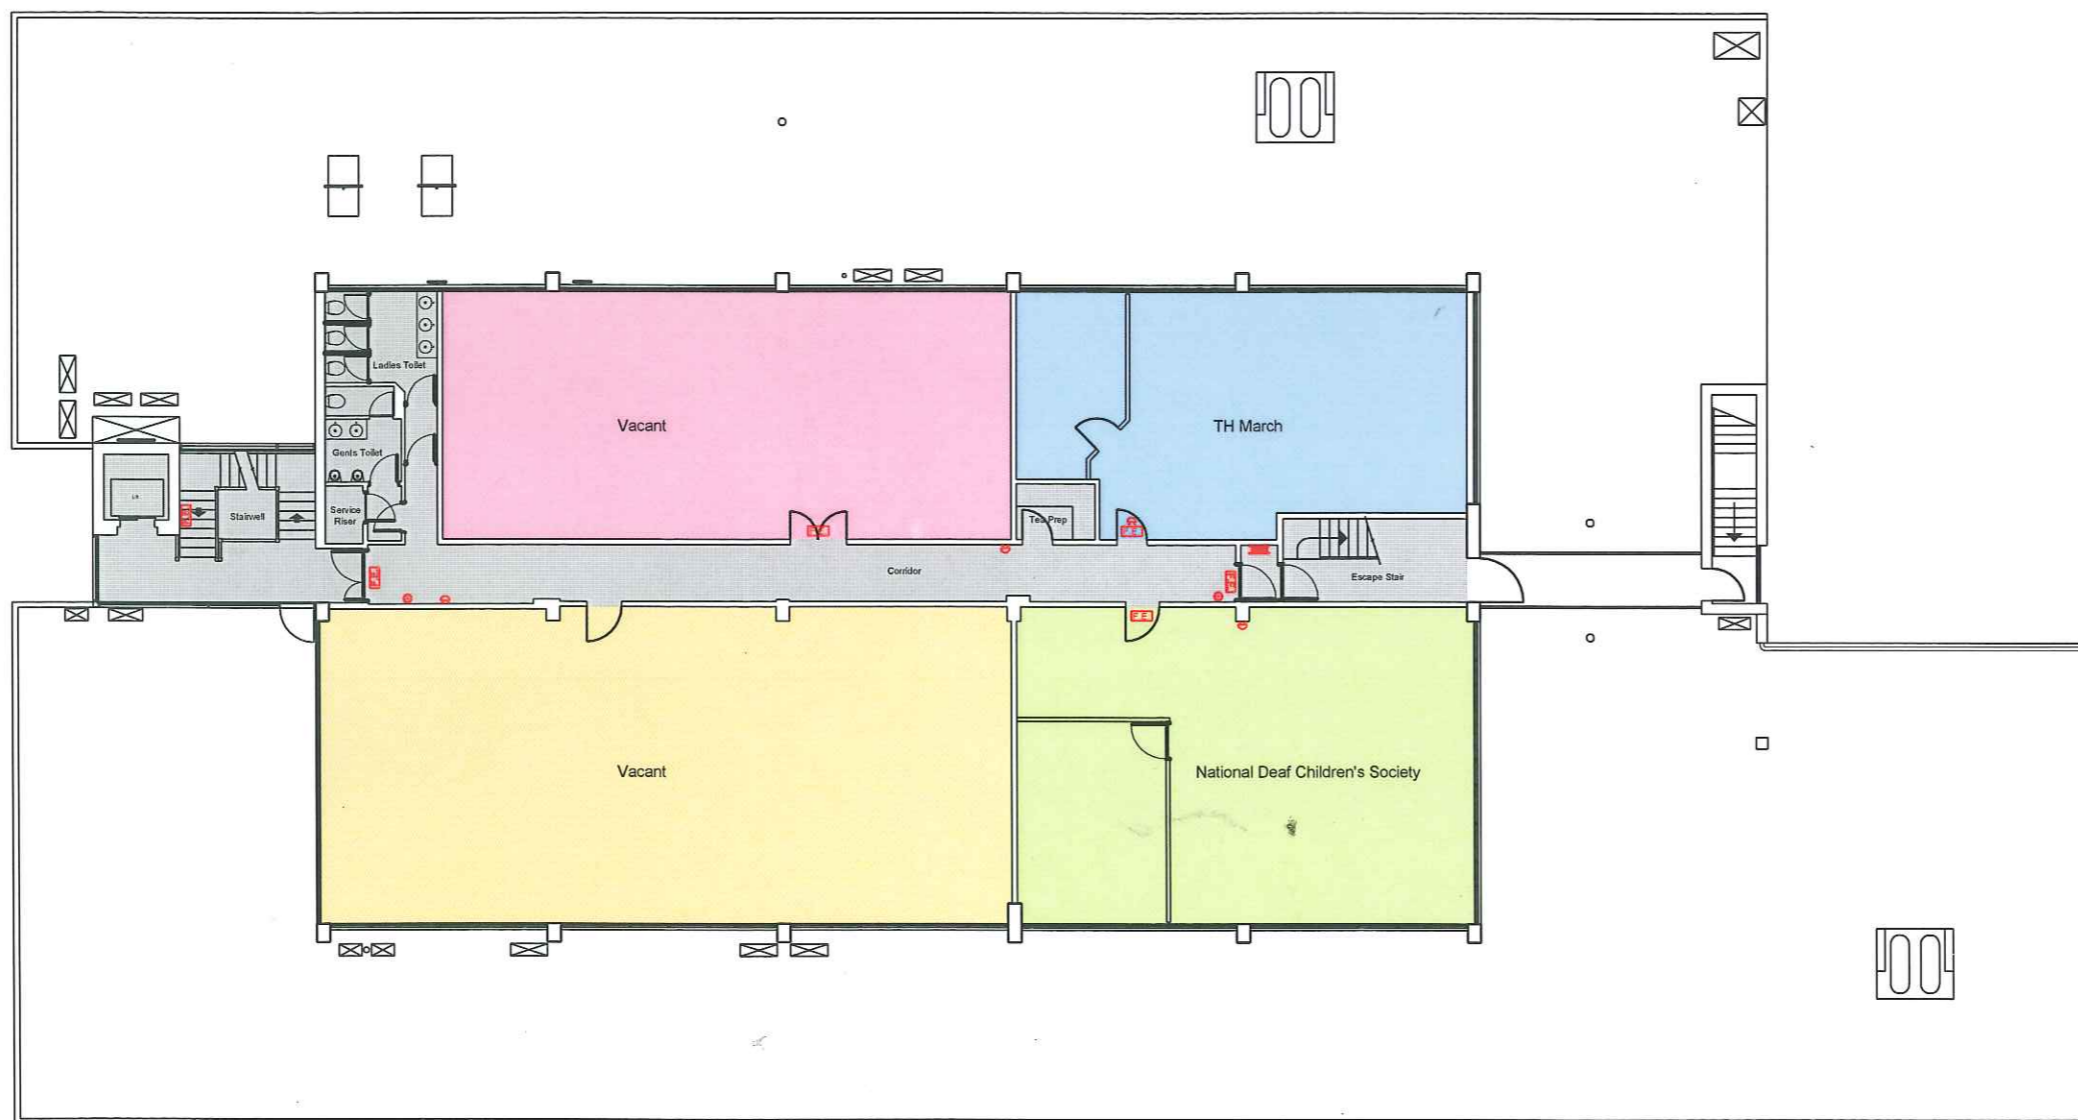 Ladies Toilet
Vacant
TH March
Gents Toilet
Lift
Stairwell
Service
Riser
Tea Prep
F.E
F.E
F.E
Corridor
Escape Stair
F.E
F.E
F.E
Vacant
National Deaf Children's Society